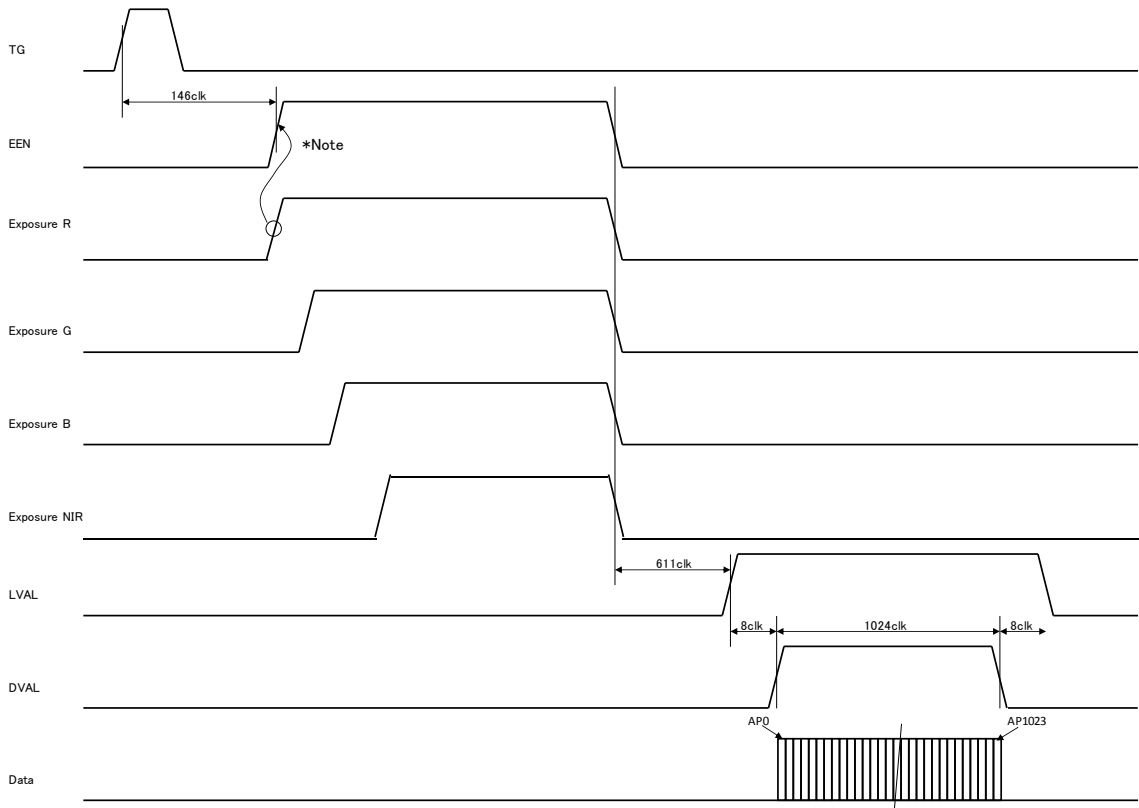 TG
146clk
EEN
*Note
Exposure R
Exposure G
Exposure B
Exposure NIR
611clk
LVAL
8clk
1024clk
8clk
DVAL
AP0
AP1023
Data